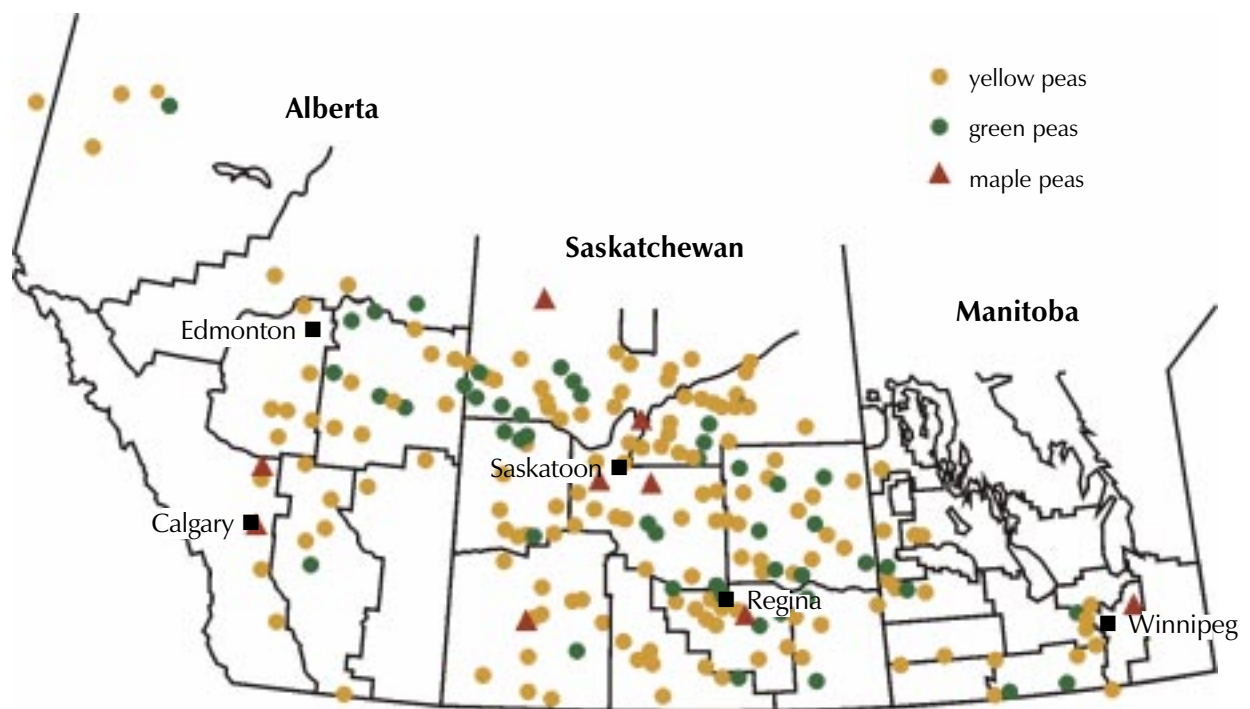 yellow peas
Alberta
green peas
maple peas
Saskatchewan
Manitoba
Edmonton
Saskatoon
Calgary
Regina
Winnipeg